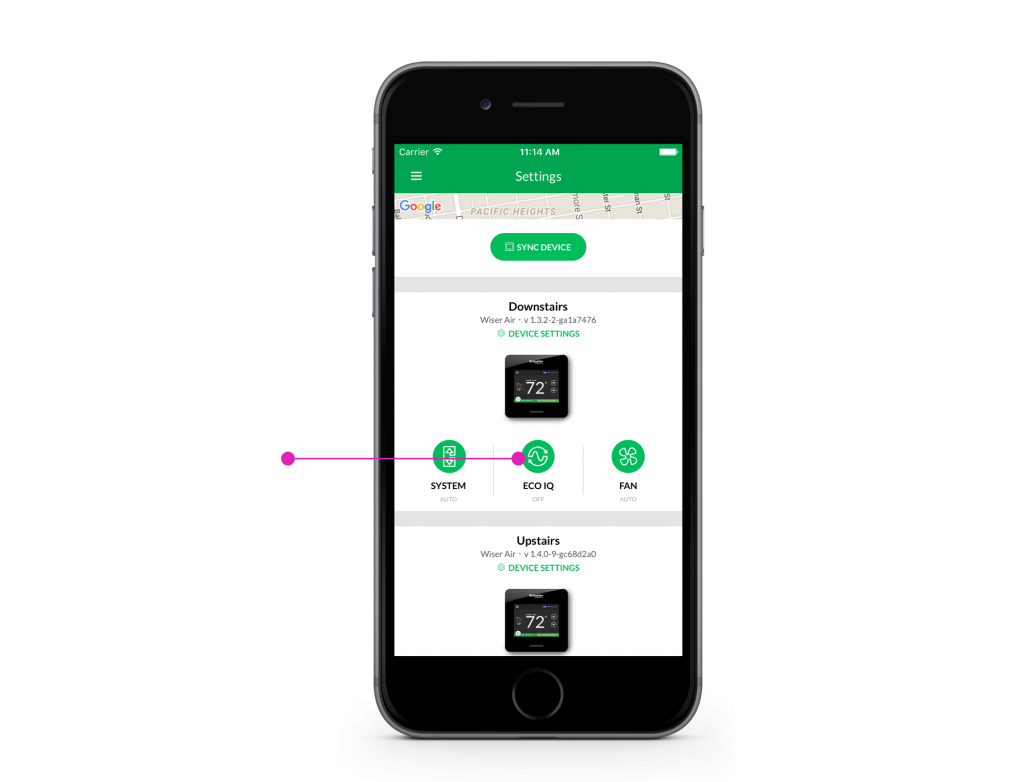 Carrier 11:14 AM
Settings
Google
PACIFIC HEIGHTS
SYNC DEVICE
Downstairs
Wiser Air · v 1.3.2-2-ga1a7476
DEVICE SETTINGS
72°
SYSTEM ECO IQ FAN
AUTO OFF AUTO
Upstairs
Wiser Air · v 1.4.0-9-gc68d2a0
DEVICE SETTINGS
72°